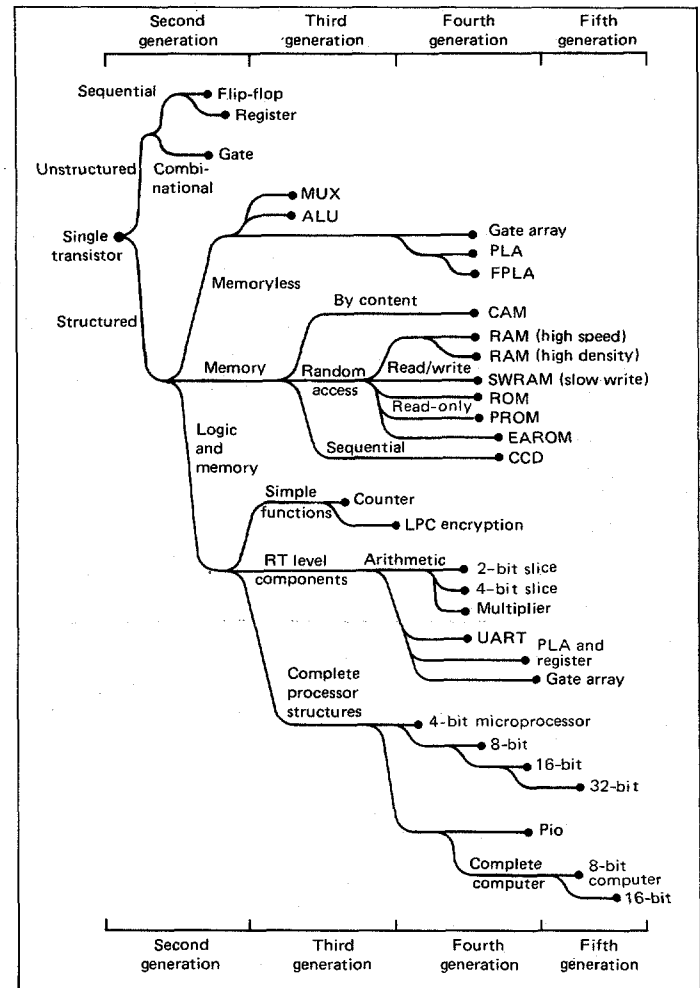 Second
generation
Third
generation
Fourth
generation
Fifth
generation
Sequential
Flip-flop
Register
Unstructured
Combi-
national
Gate
MUX
ALU
Single
transistor
Gate array
PLA
FPLA
Memoryless
Structured
By content
CAM
RAM (high speed)
RAM (high density)
Memory
Random
access
Read/write
SWRAM (slow write)
ROM
Read-only
PROM
EAROM
Sequential
CCD
Logic
and
memory
Simple
functions
Counter
LPC encryption
RT level
components
Arithmetic
2-bit slice
4-bit slice
Multiplier
UART
PLA and
register
Gate array
Complete
processor
structures
4-bit microprocessor
8-bit
16-bit
32-bit
Pio
Complete
computer
8-bit
computer
16-bit
Second
generation
Third
generation
Fourth
generation
Fifth
generation